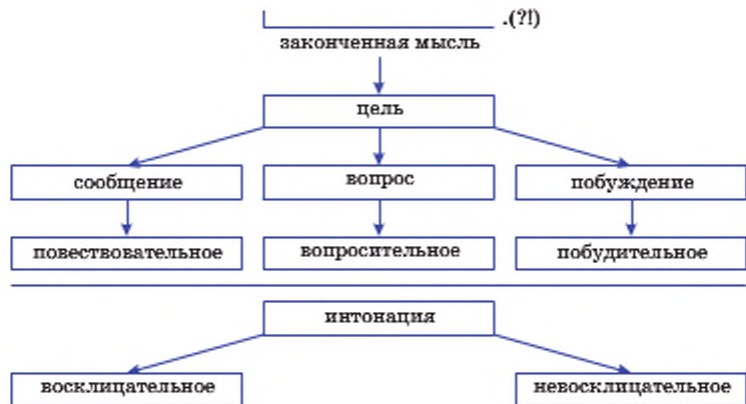 .(?!)
законченная мысль
цель
сообщение вопрос побуждение
повествовательное вопросительное побудительное
интонация
восклицательное невосклицательное